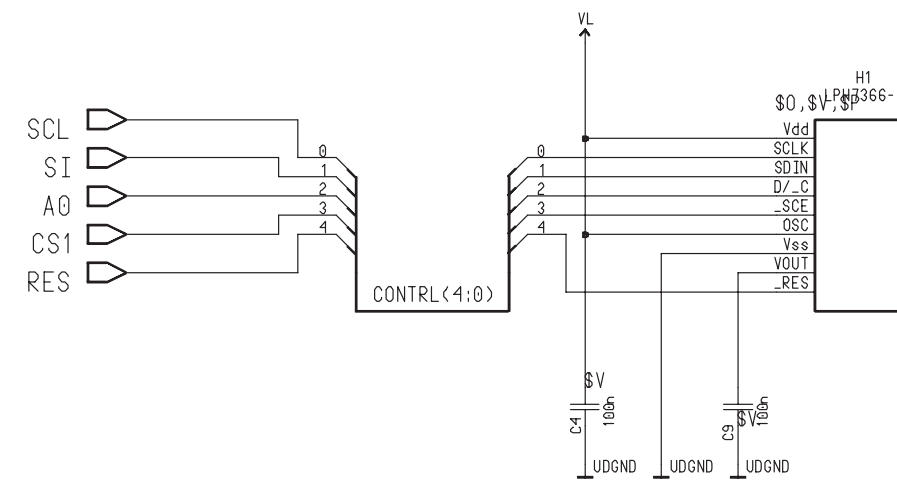 VL
H1
LPH7366-
$0,$V,$P
Vdd
SCL
SCLK
0
0
SI
SDIN
1
1
A0
D/_C
2
2
_SCE
3
3
CS1
OSC
4
4
Vss
RES
VOUT
_RES
CONTRL(4:0)
$V
100n
C4
100n
$V
C9
UDGND
UDGND
UDGND